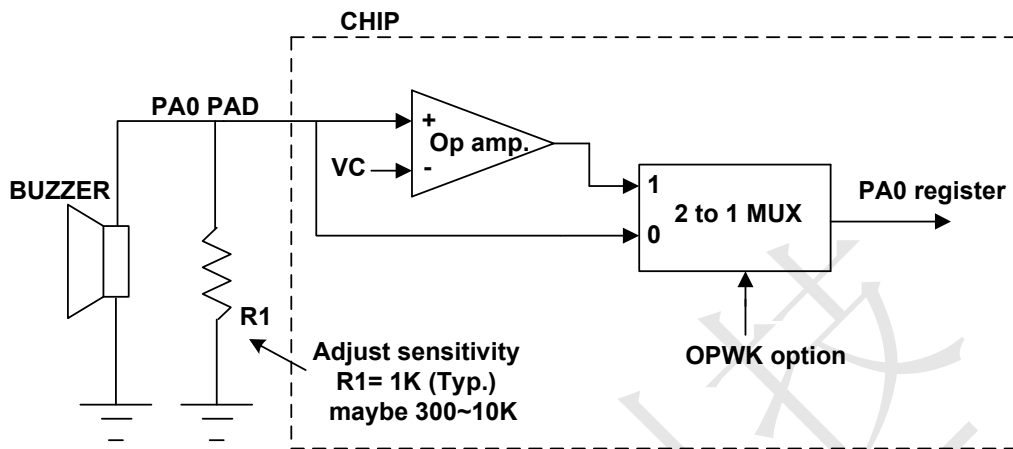 CHIP
PA0 PAD
+
Op amp.
VC
-
BUZZER
1
2 to 1 MUX
0
PA0 register
R1
Adjust sensitivity
R1= 1K (Typ.)
maybe 300~10K
OPWK option